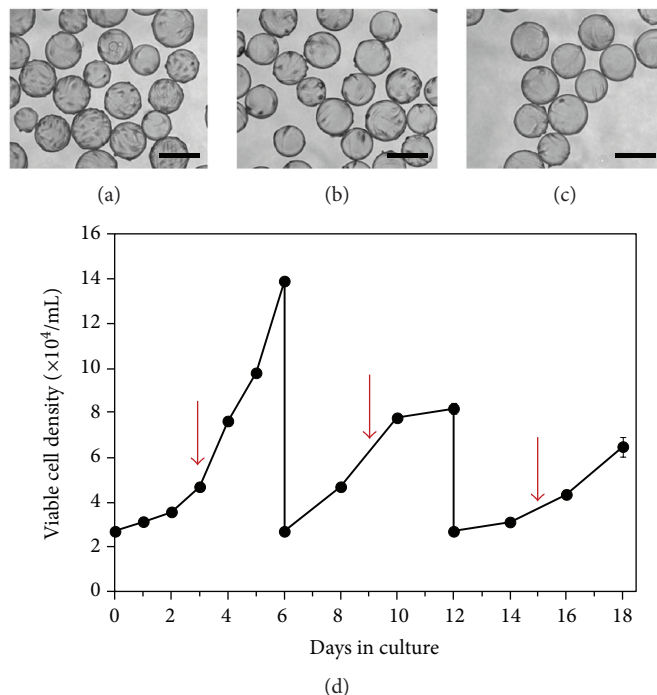 (a)
(b)
(c)
Viable cell density (×10⁴/mL)
16
14
12
10
8
6
4
2
0
0 2 4 6 8 10 12 14 16 18
Days in culture
(d)